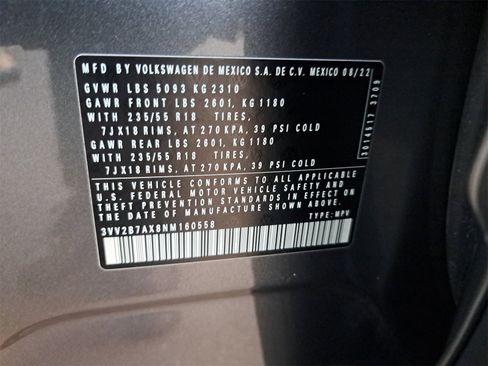 MFD BY VOLKSWAGEN DE MEXICO S.A. DE C.V. MEXICO 08/22
GVWR LBS 5093 KG 2310
GAWR FRONT LBS 2601, KG 1180
WITH 235/55 R18 TIRES,
7JX18 RIMS, AT 270 KPA, 39 PSI COLD
GAWR REAR LBS 2601, KG 1180
WITH 235/55 R18 TIRES,
7JX18 RIMS, AT 270 KPA, 39 PSI COLD
THIS VEHICLE CONFORMS TO ALL APPLICABLE
U.S. FEDERAL MOTOR VEHICLE SAFETY AND
THEFT PREVENTION STANDARDS IN EFFECT ON
THE DATE OF MANUFACTURE SHOWN ABOVE.
3VV2B7AX8NM160558 TYPE: MPV
3014517 3709